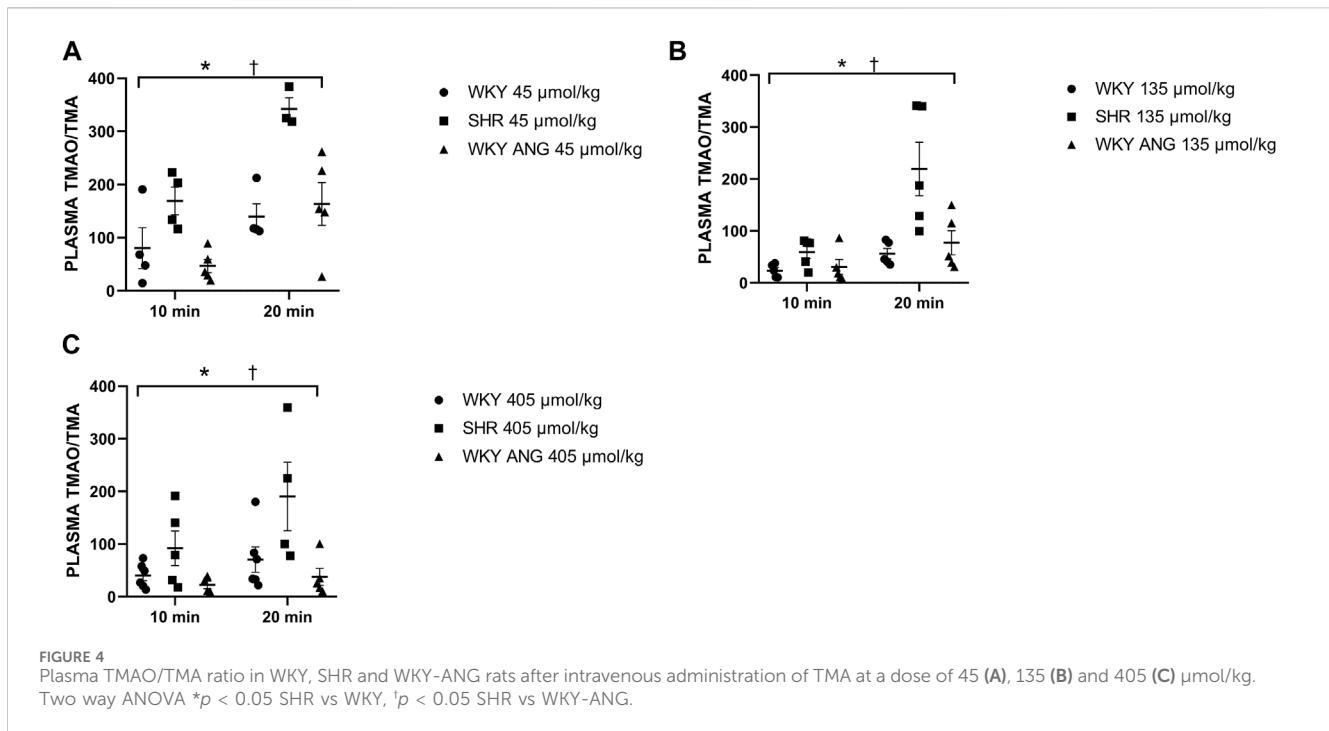 A
* †
PLASMA TMAO/TMA
400
300
200
100
0
10 min 20 min
WKY 45 µmol/kg
SHR 45 µmol/kg
WKY ANG 45 µmol/kg
B
* †
PLASMA TMAO/TMA
400
300
200
100
0
10 min 20 min
WKY 135 µmol/kg
SHR 135 µmol/kg
WKY ANG 135 µmol/kg
C
* †
PLASMA TMAO/TMA
400
300
200
100
0
10 min 20 min
WKY 405 µmol/kg
SHR 405 µmol/kg
WKY ANG 405 µmol/kg
FIGURE 4
Plasma TMAO/TMA ratio in WKY, SHR and WKY-ANG rats after intravenous administration of TMA at a dose of 45 (A), 135 (B) and 405 (C) µmol/kg.
Two way ANOVA *p < 0.05 SHR vs WKY, †p < 0.05 SHR vs WKY-ANG.